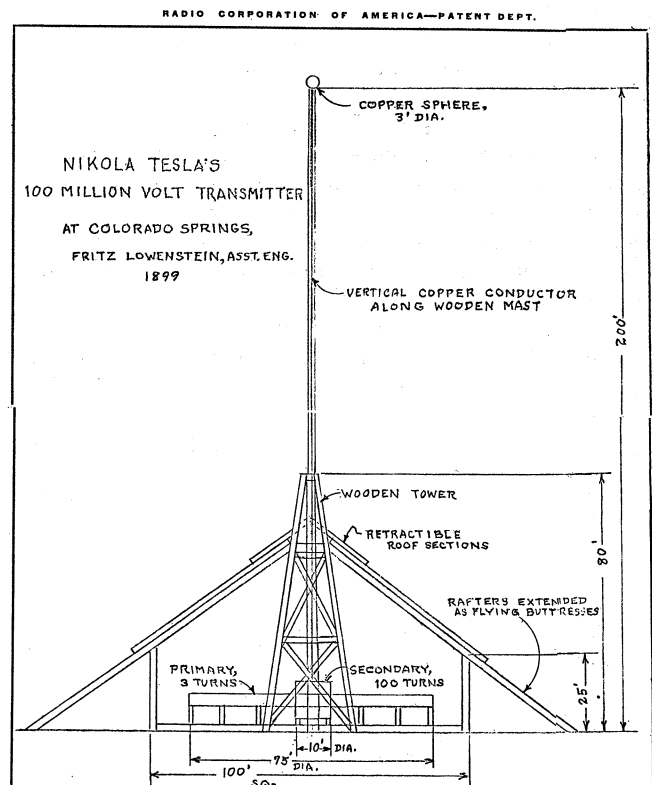 RADIO CORPORATION OF AMERICA—PATENT DEPT.
COPPER SPHERE,
3' DIA.
NIKOLA TESLA'S
100 MILLION VOLT TRANSMITTER
AT COLORADO SPRINGS,
FRITZ LOWENSTEIN, ASST. ENG.
1899
VERTICAL COPPER CONDUCTOR
ALONG WOODEN MAST
200'
WOODEN TOWER
RETRACTIBLE
ROOF SECTIONS
80'
RAFTERS EXTENDED
AS FLYING BUTTRESSES
PRIMARY,
3 TURNS
SECONDARY,
100 TURNS
25'
10' DIA.
75' DIA.
100'
SQ.